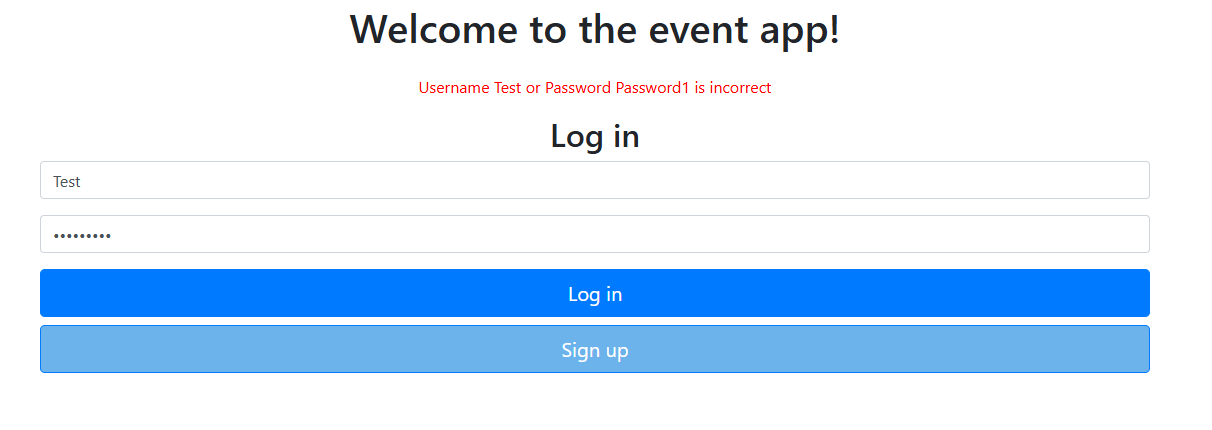 Welcome to the event app!
Username Test or Password Password1 is incorrect
Log in
Test
•••••••••
Log in
Sign up